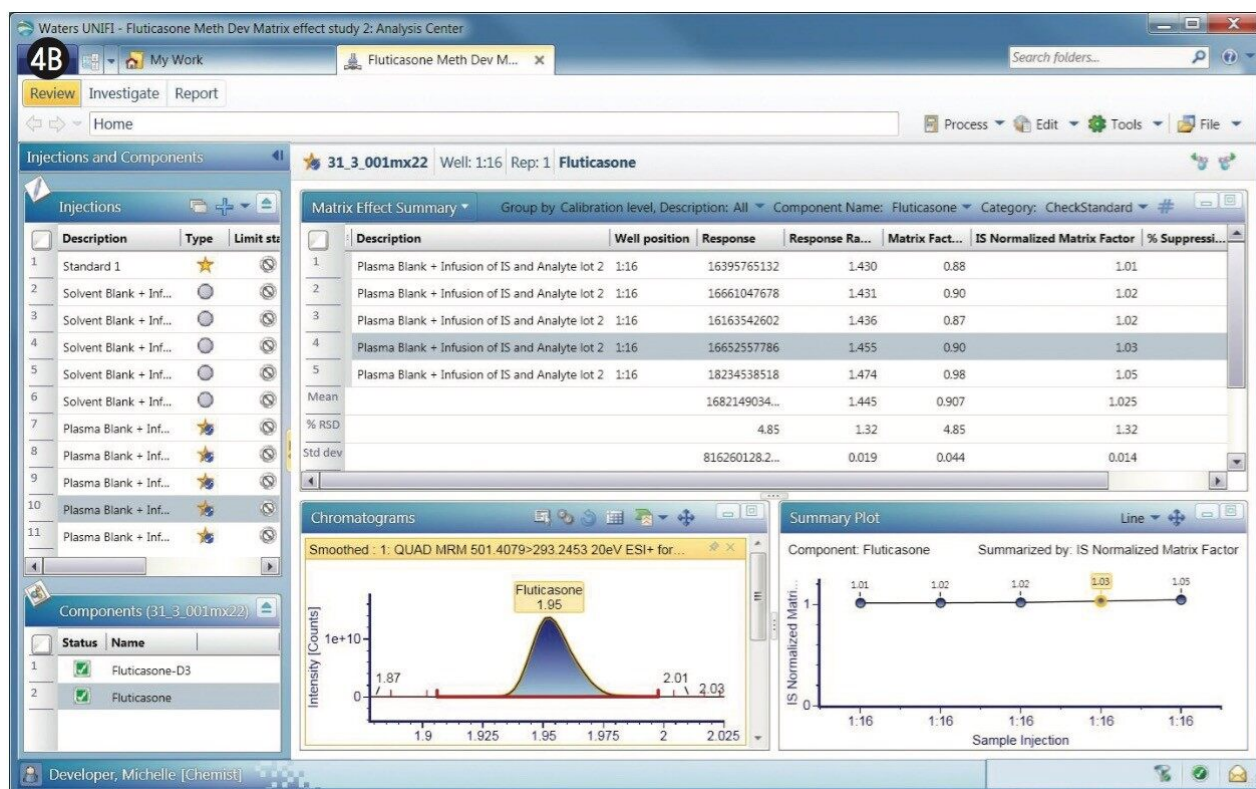 Waters UNIFI - Fluticasone Meth Dev Matrix effect study 2: Analysis Center
4B My Work Fluticasone Meth Dev M... Search folders...
Review Investigate Report
Home Process Edit Tools File
Injections and Components
31_3_001mx22 Well: 1:16 Rep: 1 Fluticasone
Injections
Description Type Limit sta
1 Standard 1
2 Solvent Blank + Inf...
3 Solvent Blank + Inf...
4 Solvent Blank + Inf...
5 Solvent Blank + Inf...
6 Solvent Blank + Inf...
7 Plasma Blank + Inf...
8 Plasma Blank + Inf...
9 Plasma Blank + Inf...
10 Plasma Blank + Inf...
11 Plasma Blank + Inf...
Components (31_3_001mx22)
Status Name
1 Fluticasone-D3
2 Fluticasone
Matrix Effect Summary Group by Calibration level, Description: All Component Name: Fluticasone Category: CheckStandard
Description Well position Response Response Ra... Matrix Fact... IS Normalized Matrix Factor % Suppressi...
1 Plasma Blank + Infusion of IS and Analyte lot 2 1:16 16395765132 1.430 0.88 1.01
2 Plasma Blank + Infusion of IS and Analyte lot 2 1:16 16661047678 1.431 0.90 1.02
3 Plasma Blank + Infusion of IS and Analyte lot 2 1:16 16163542602 1.436 0.87 1.02
4 Plasma Blank + Infusion of IS and Analyte lot 2 1:16 16652557786 1.455 0.90 1.03
5 Plasma Blank + Infusion of IS and Analyte lot 2 1:16 18234538518 1.474 0.98 1.05
Mean 1682149034... 1.445 0.907 1.025
% RSD 4.85 1.32 4.85 1.32
Std dev 816260128.2... 0.019 0.044 0.014
Chromatograms
Smoothed : 1: QUAD MRM 501.4079>293.2453 20eV ESI+ for...
Fluticasone
1.95
Intensity [Counts]
1e+10
0
1.87
2.01
2.03
1.9 1.925 1.95 1.975 2 2.025
Summary Plot Line
Component: Fluticasone Summarized by: IS Normalized Matrix Factor
IS Normalized Matri...
1.01 1.02 1.02 1.03 1.05
1
0
1:16 1:16 1:16 1:16 1:16
Sample Injection
Developer, Michelle [Chemist]